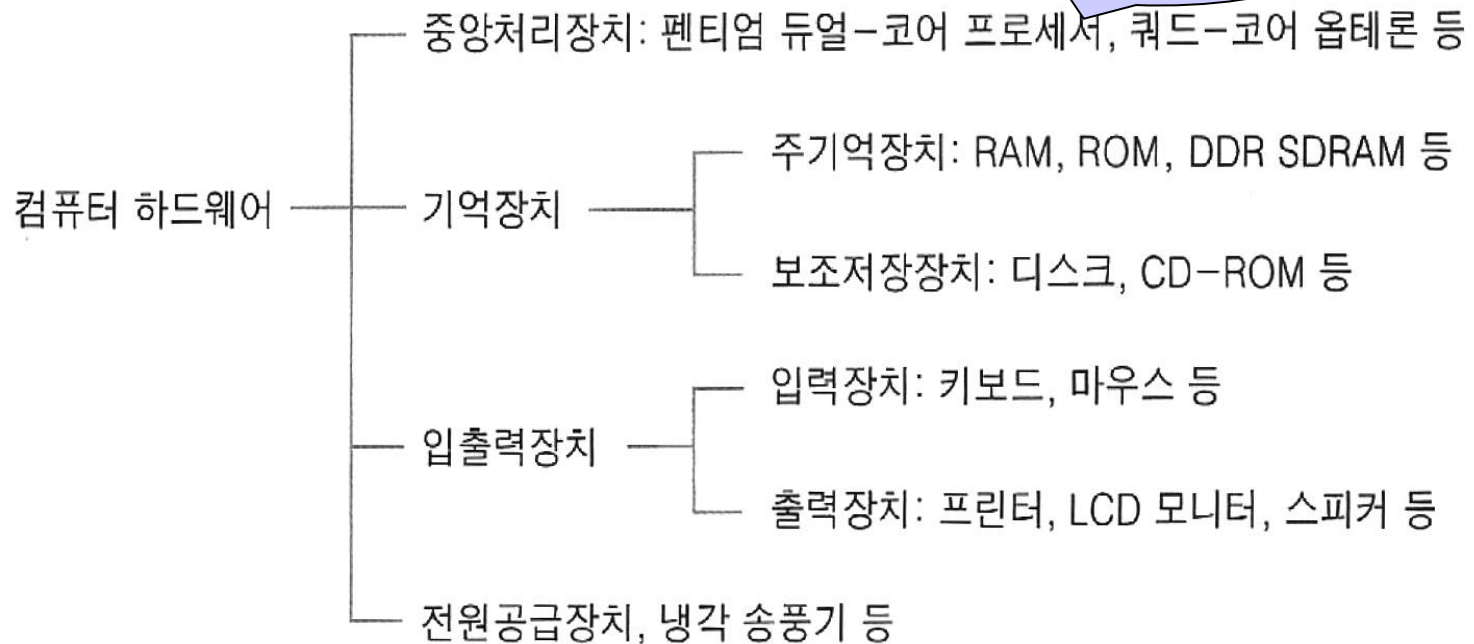 중앙처리장치: 펜티엄 듀얼-코어 프로세서, 쿼드-코어 옵테론 등
주기억장치: RAM, ROM, DDR SDRAM 등
컴퓨터 하드웨어
기억장치
보조저장장치: 디스크, CD-ROM 등
입력장치: 키보드, 마우스 등
입출력장치
출력장치: 프린터, LCD 모니터, 스피커 등
전원공급장치, 냉각 송풍기 등